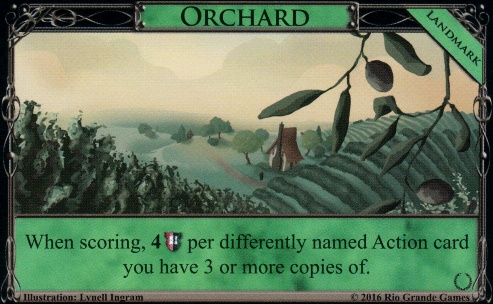 ORCHARD
LANDMARK
When scoring, 4 per differently named Action card
you have 3 or more copies of.
Illustration: Lynell Ingram
© 2016 Rio Grande Games